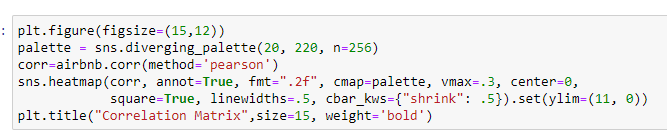 : plt.figure(figsize=(15,12))
palette = sns.diverging_palette(20, 220, n=256)
corr=airbnb.corr(method='pearson')
sns.heatmap(corr, annot=True, fmt=".2f", cmap=palette, vmax=.3, center=0,
            square=True, linewidths=.5, cbar_kws={"shrink": .5}).set(ylim=(11, 0))
plt.title("Correlation Matrix",size=15, weight='bold')